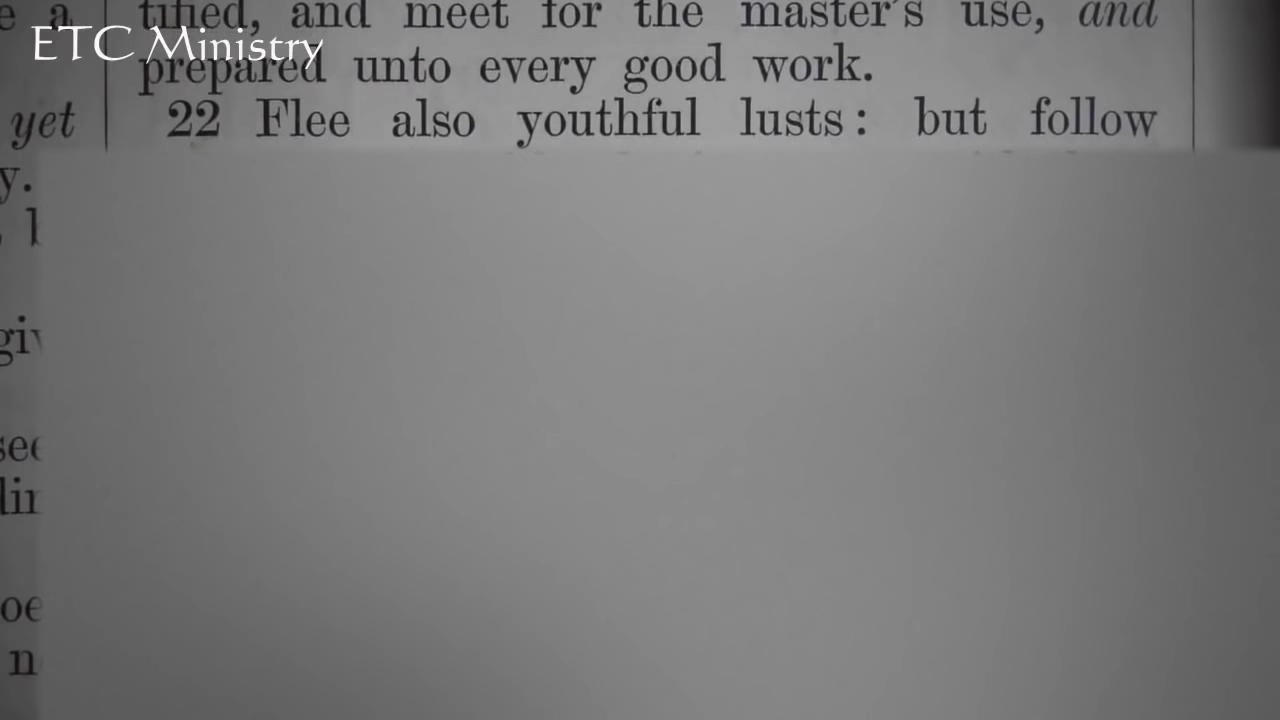 ETC Ministry
tified, and meet for the master's use, and
prepared unto every good work.
22 Flee also youthful lusts: but follow
a
yet